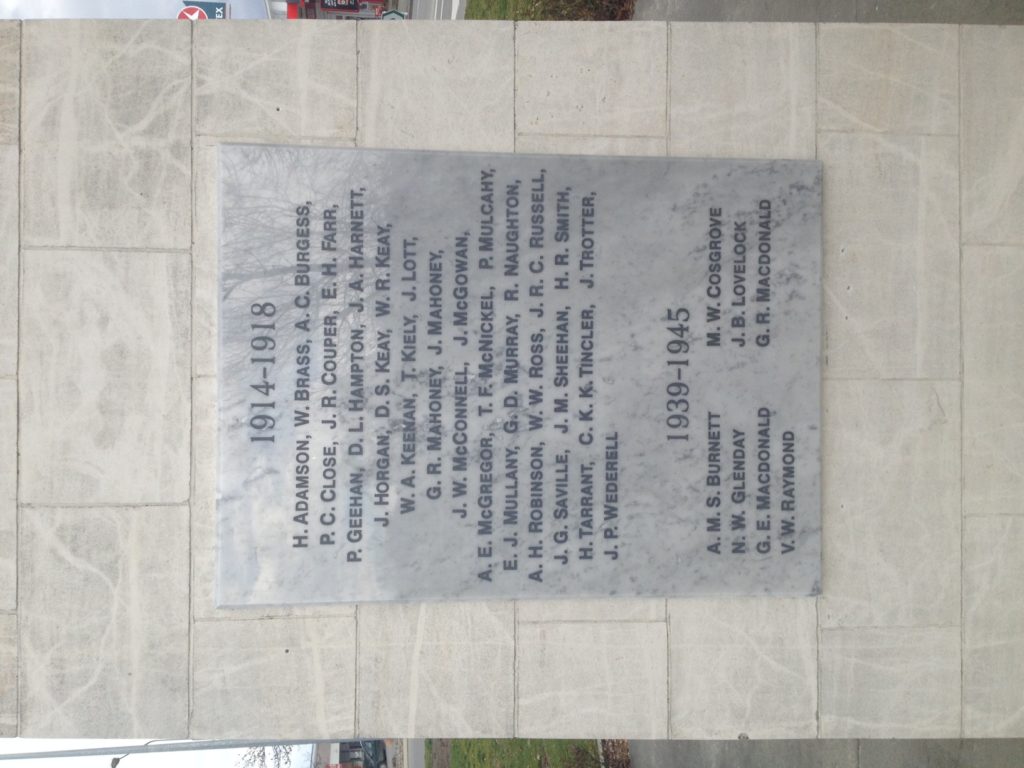 1914-1918
H. ADAMSON, W. BRASS, A. C. BURGESS,
P. C. CLOSE, J. R. COUPER, E. H. FARR,
P. GEEHAN, D. L. HAMPTON, J. A. HARNETT,
J. HORGAN, D. S. KEAY, W. R. KEAY,
W. A. KEENAN, T. KIELY, J. LOTT,
G. R. MAHONEY, J. MAHONEY,
J. W. McCONNELL, J. McGOWAN,
A. E. McGREGOR, T. F. McNICKEL, P. MULCAHY,
E. J. MULLANY, G. D. MURRAY, R. NAUGHTON,
A. H. ROBINSON, W. W. ROSS, J. R. C. RUSSELL,
J. G. SAVILLE, J. M. SHEEHAN, H. R. SMITH,
H. TARRANT, C. K. K. TINCLER, J. TROTTER,
J. P. WEDERELL
1939-1945
A. M. S. BURNETT M. W. COSGROVE
N. W. GLENDAY J. B. LOVELOCK
G. E. MACDONALD G. R. MACDONALD
V. W. RAYMOND